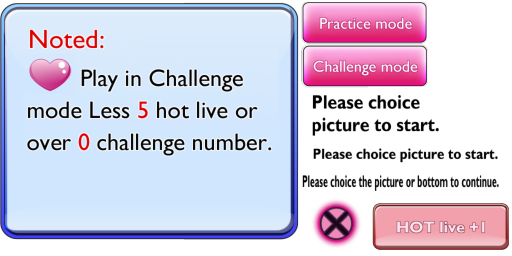 Noted:
Play in Challenge
mode Less 5 hot live or
over 0 challenge number.
Practice mode
Challenge mode
Please choice
picture to start.
Please choice picture to start.
Please choice the picture or bottom to continue.
HOT live +1